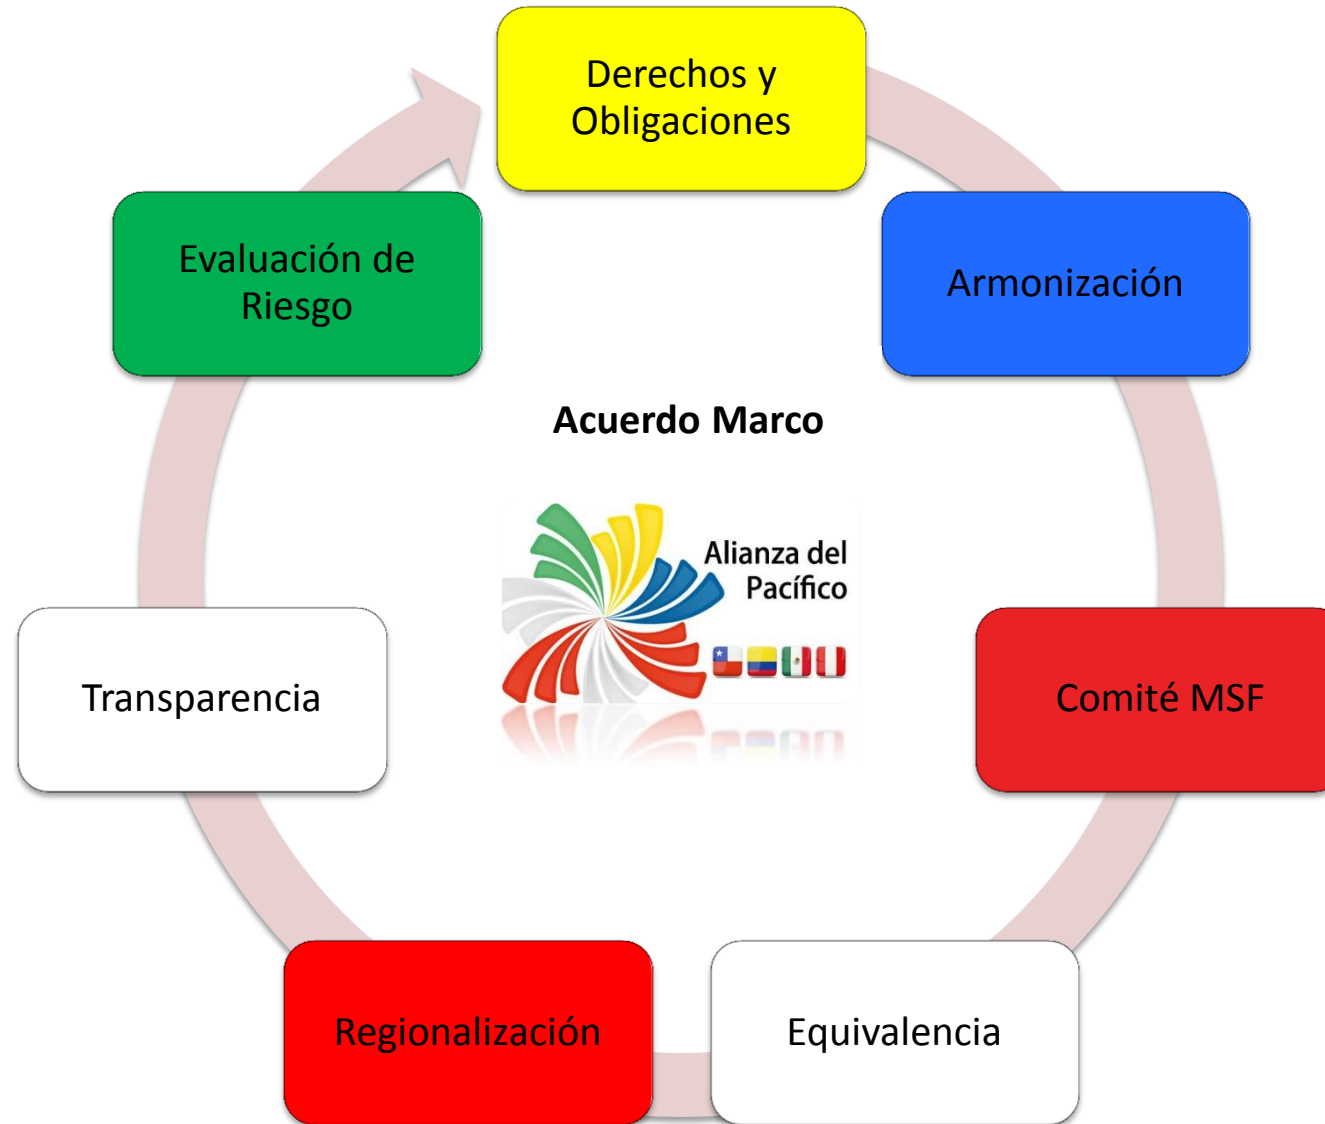 Derechos y
Obligaciones
Evaluación de
Riesgo
Armonización
Acuerdo Marco
Alianza del
Pacífico
Transparencia
Comité MSF
Regionalización
Equivalencia